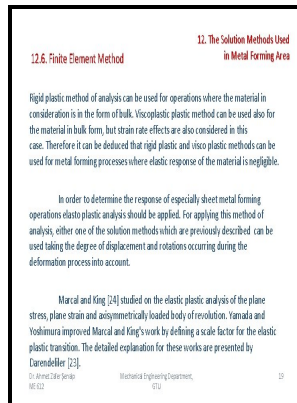 12. The Solution Methods Used
in Metal Forming Area
12.6. Finite Element Method
Rigid plastic method of analysis can be used for operations where the material in
consideration is in the form of bulk. Viscoplastic plastic method can be used also for
the material in bulk form, but strain rate effects are also considered in this
case. Therefore it can be deduced that rigid plastic and visco plastic methods can be
used for metal forming processes where elastic response of the material is negligible.
In order to determine the response of especially sheet metal forming
operations elasto plastic analysis should be applied. For applying this method of
analysis, either one of the solution methods which are previously described can be
used taking the degree of displacement and rotations occurring during the
deformation process into account.
Marcal and King [24] studied on the elastic plastic analysis of the plane
stress, plane strain and axisymmetrically loaded body of revolution. Yamada and
Yoshimura improved Marcal and King's work by defining a scale factor for the elastic
plastic transition. The detailed explanation for these works are presented by
Darendeliler [23].
Dr. Ahmet Zafer Şenalp
ME 612
Mechanical Engineering Department,
GTU
19